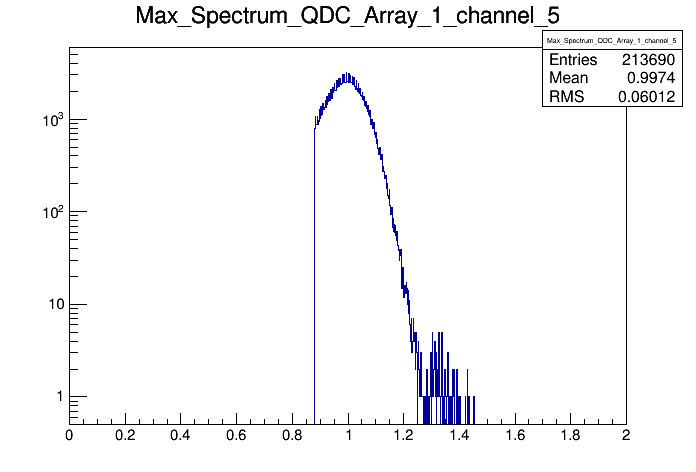 Max_Spectrum_QDC_Array_1_channel_5
Max_Spectrum_QDC_Array_1_channel_5
Entries 213690
Mean 0.9974
RMS 0.06012
10³
10²
10
1
0 0.2 0.4 0.6 0.8 1 1.2 1.4 1.6 1.8 2